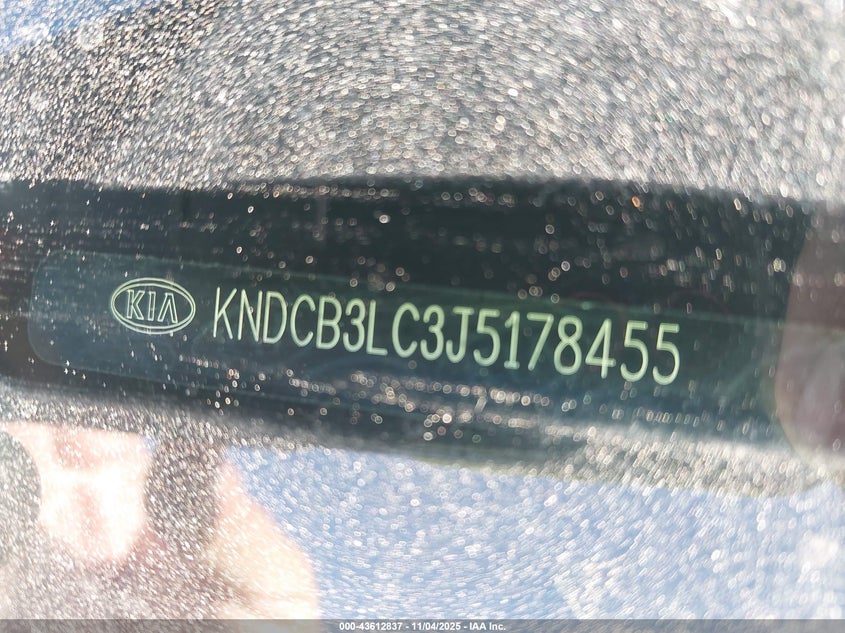 KIA KNDCB3LC3J5178455
000-43612837 - 11/04/2025 - IAA Inc.